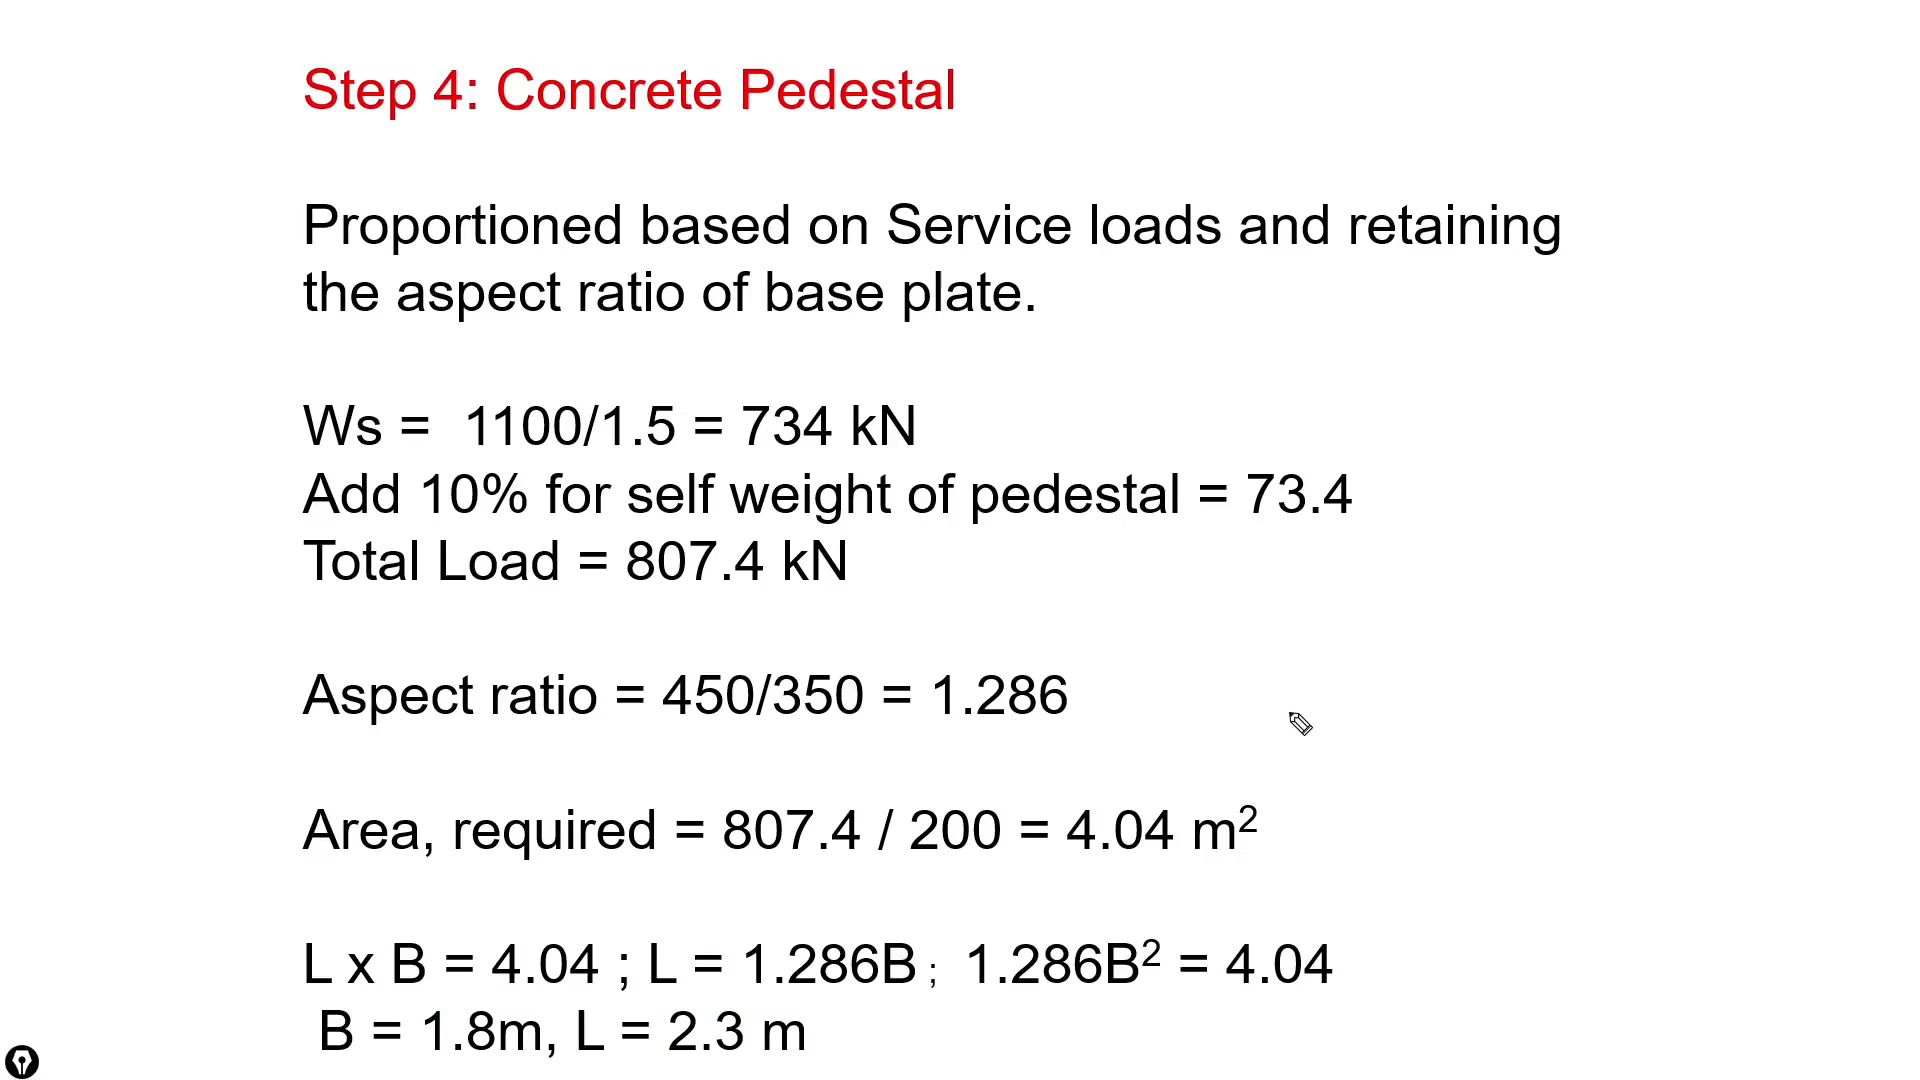 Step 4: Concrete Pedestal
Proportioned based on Service loads and retaining
the aspect ratio of base plate.
Ws =  1100/1.5 = 734 kN
Add 10% for self weight of pedestal = 73.4
Total Load = 807.4 kN
Aspect ratio = 450/350 = 1.286
Area, required = 807.4 / 200 = 4.04 m²
L x B = 4.04 ; L = 1.286B ;  1.286B² = 4.04
B = 1.8m, L = 2.3 m